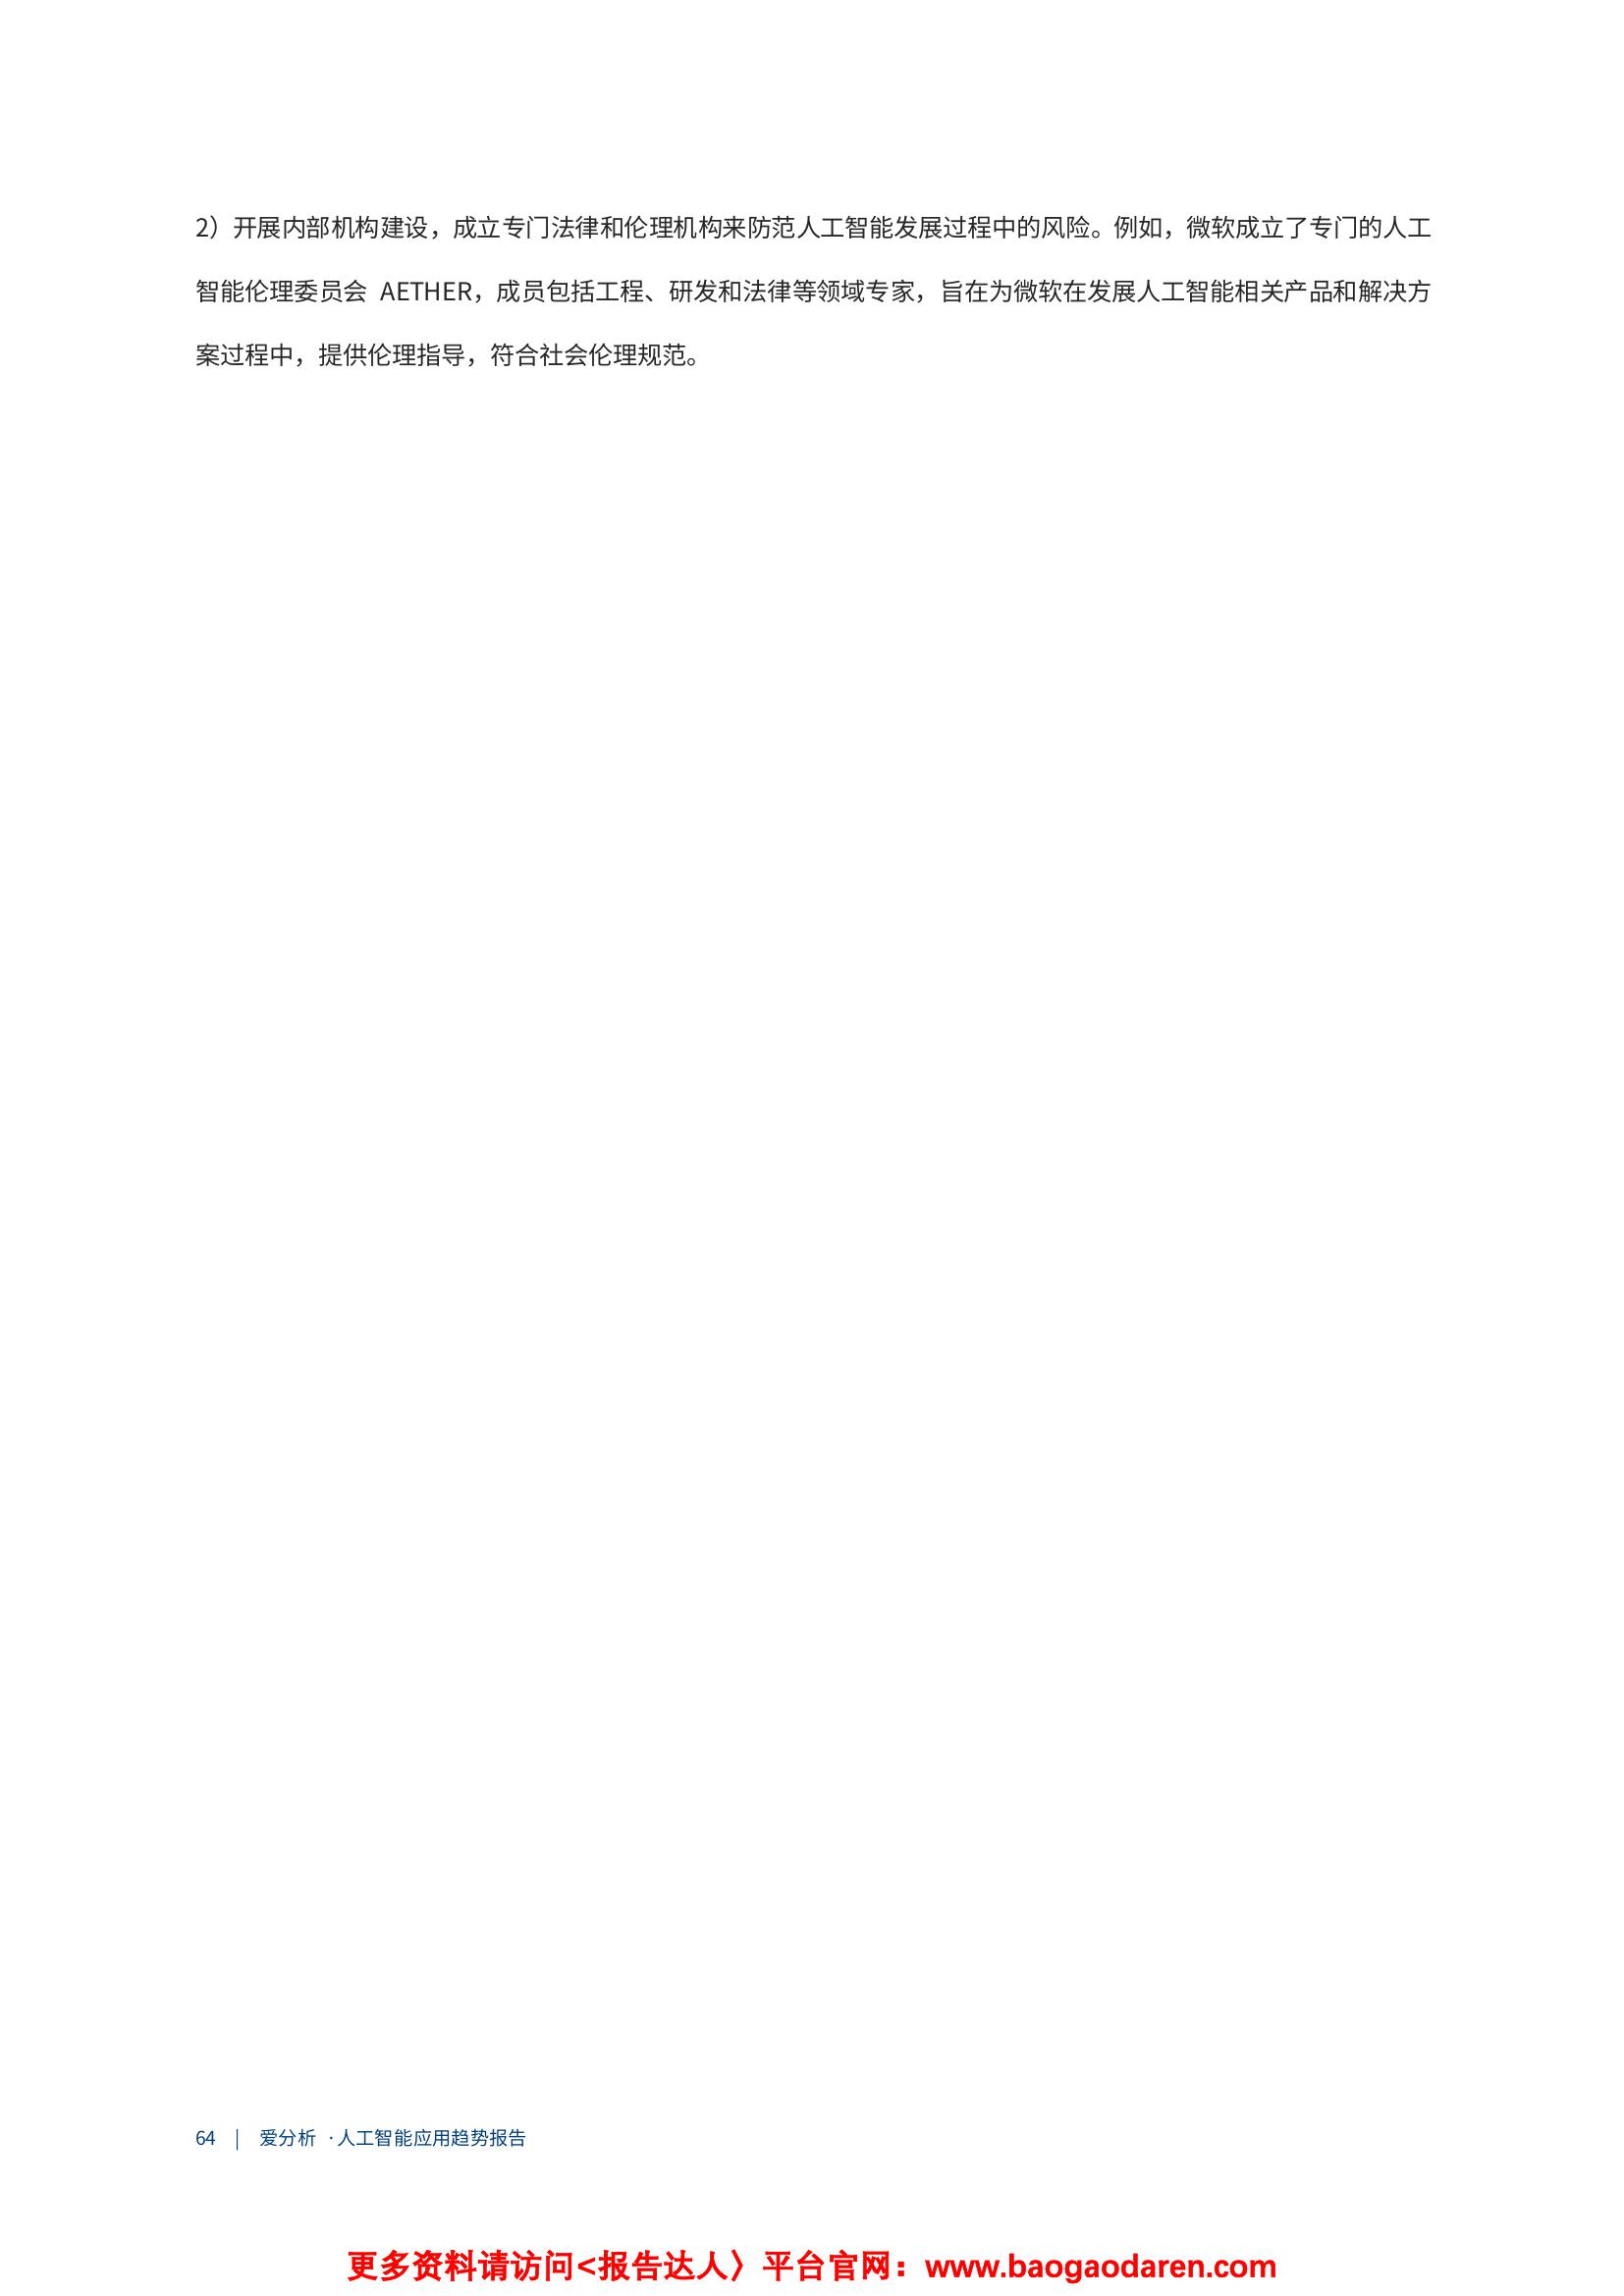 2）开展内部机构建设，成立专门法律和伦理机构来防范人工智能发展过程中的风险。例如，微软成立了专门的人工
智能伦理委员会 AETHER，成员包括工程、研发和法律等领域专家，旨在为微软在发展人工智能相关产品和解决方
案过程中，提供伦理指导，符合社会伦理规范。
64 | 爱分析 ·人工智能应用趋势报告
更多资料请访问<报告达人〉平台官网：www.baogaodaren.com